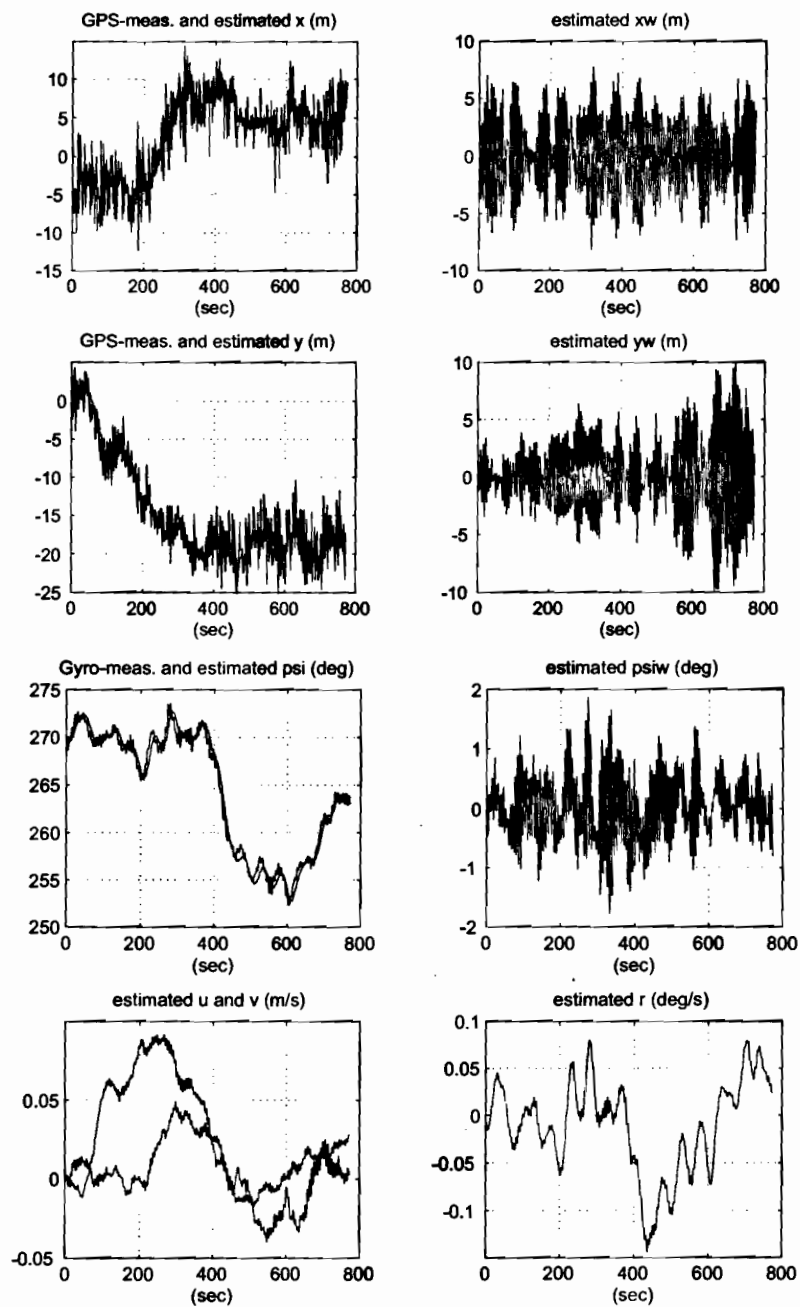 GPS-meas. and estimated x (m)
10
5
0
-5
-10
-15
0 200 400 600 800
(sec)
estimated xw (m)
10
5
0
-5
-10
0 200 400 600 800
(sec)
GPS-meas. and estimated y (m)
0
-5
-10
-15
-20
-25
0 200 400 600 800
(sec)
estimated yw (m)
10
5
0
-5
-10
0 200 400 600 800
(sec)
Gyro-meas. and estimated psi (deg)
275
270
265
260
255
250
0 200 400 600 800
(sec)
estimated psiw (deg)
2
1
0
-1
-2
0 200 400 600 800
(sec)
estimated u and v (m/s)
0.05
0
-0.05
0 200 400 600 800
(sec)
estimated r (deg/s)
0.1
0.05
0
-0.05
-0.1
0 200 400 600 800
(sec)